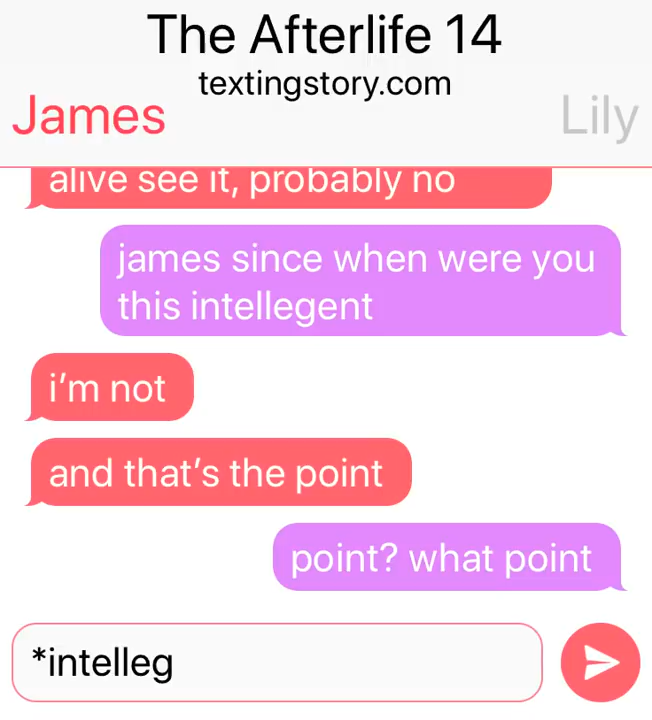 The Afterlife 14
textingstory.com
James
Lily
alive see it, probably no
james since when were you
this intellegent
i’m not
and that’s the point
point? what point
*intelleg